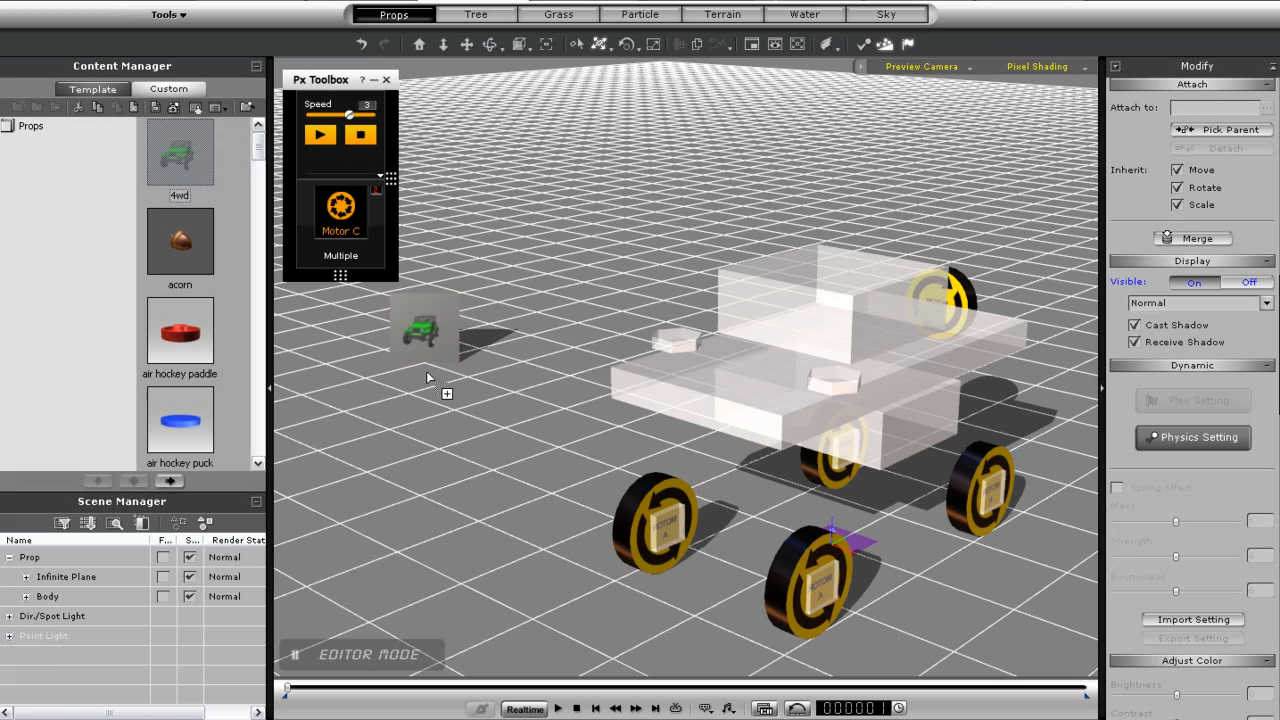 Tools
Props
Tree
Grass
Particle
Terrain
Water
Sky
Content Manager
Template
Custom
Props
4wd
acorn
air hockey paddle
air hockey puck
Scene Manager
Name F... S... Render Stat
Prop Normal
Infinite Plane Normal
Body Normal
Dir./Spot Light
Point Light
Px Toolbox ?
Speed 3
2
Motor C
Multiple
Preview Camera
Pixel Shading
ROTOM
A
ROTOM
A
EDITOR MODE
Realtime
000001
Modify
Attach
Attach to:
Pick Parent
Detach
Inherit: Move
Rotate
Scale
Merge
Display
Visible: On Off
Normal
Cast Shadow
Receive Shadow
Dynamic
Flex Setting
Physics Setting
Spring Effect
Mass
Strength
Bounciness
Import Setting
Export Setting
Adjust Color
Brightness
Contrast